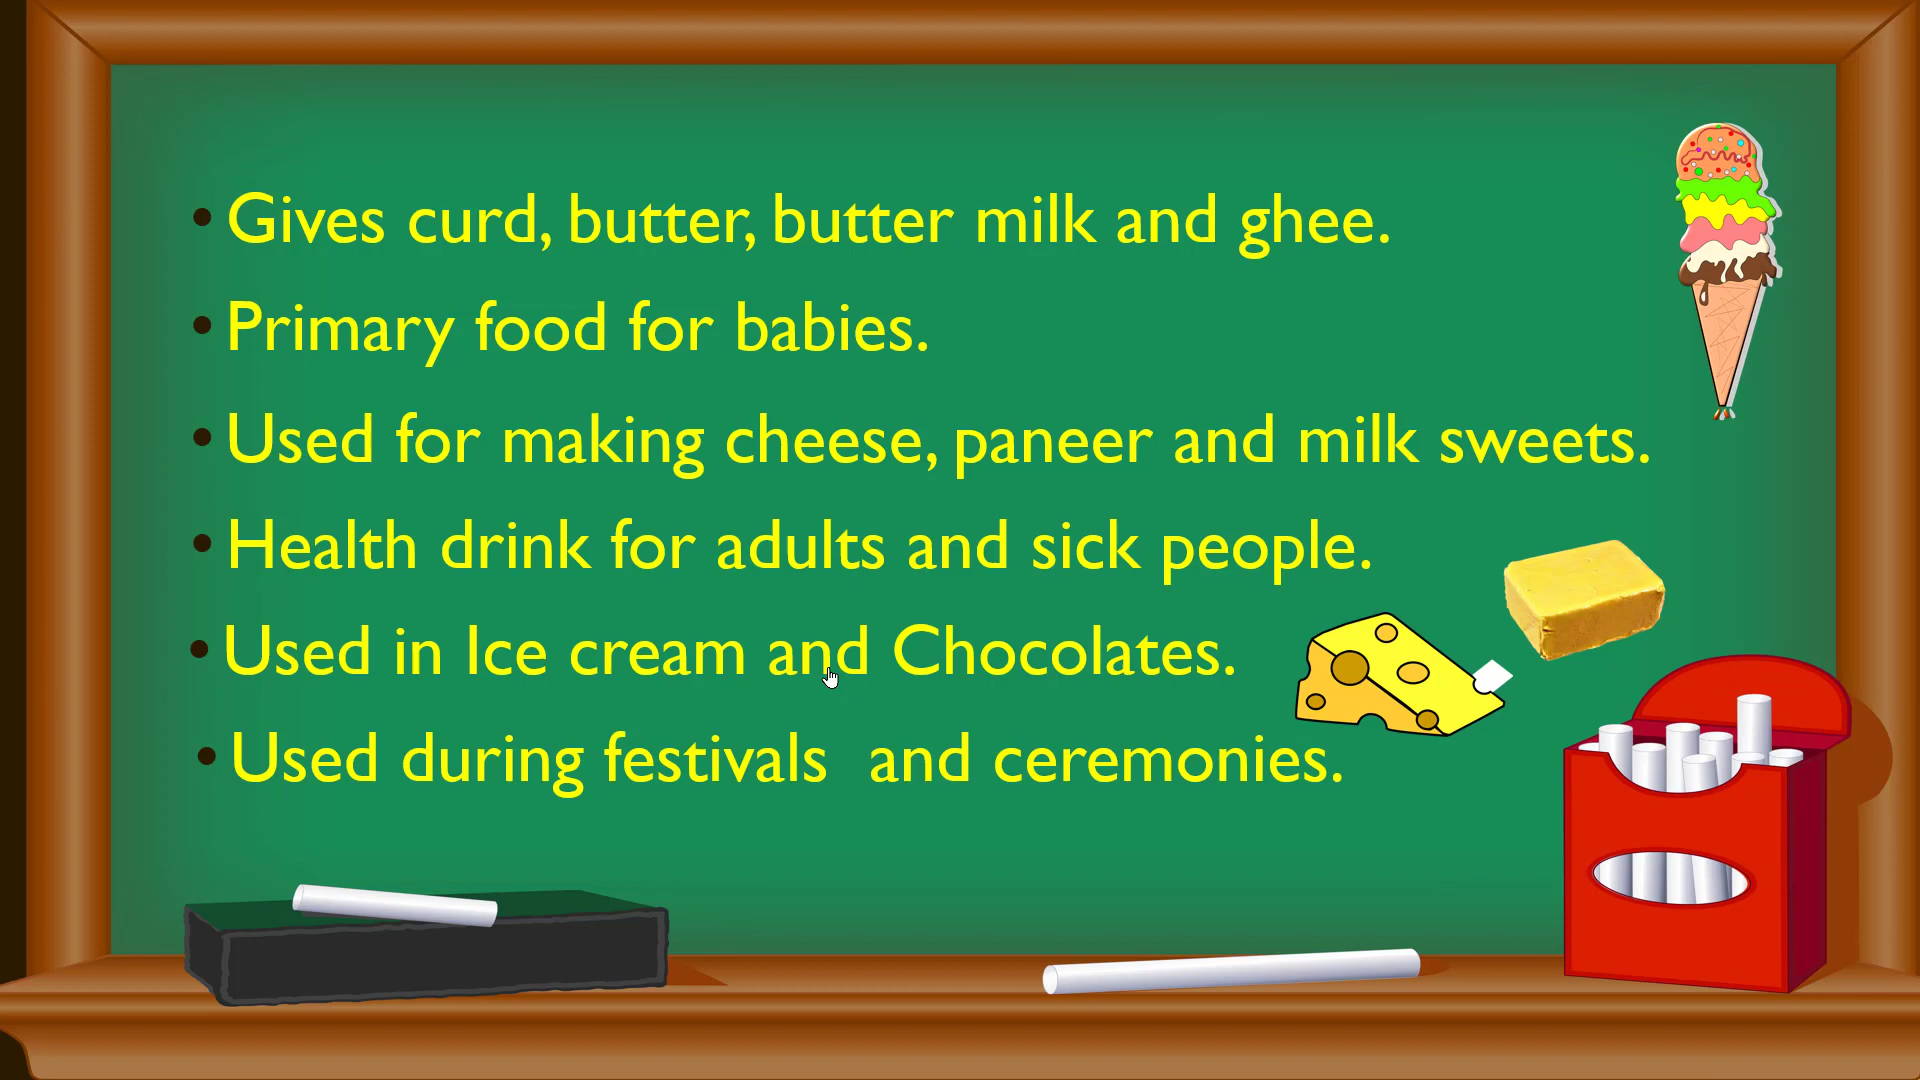 • Gives curd, butter, butter milk and ghee.
• Primary food for babies.
• Used for making cheese, paneer and milk sweets.
• Health drink for adults and sick people.
• Used in Ice cream and Chocolates.
• Used during festivals  and ceremonies.